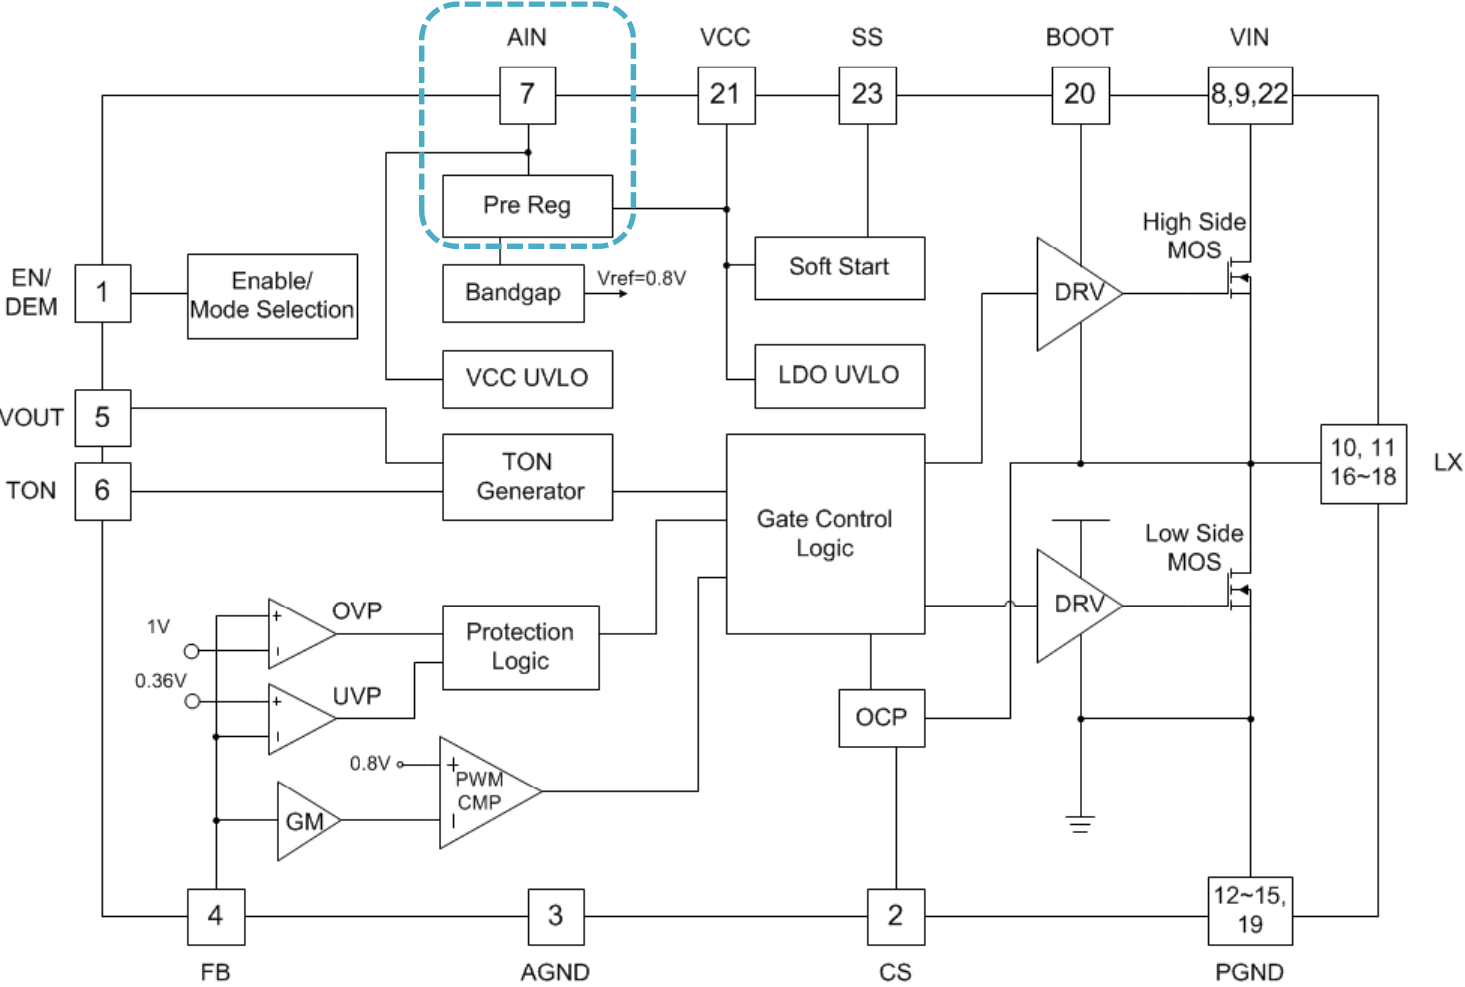 AIN
VCC
SS
BOOT
VIN
7
21
23
20
8,9,22
Pre Reg
High Side
MOS
EN/
DEM
1
Enable/
Mode Selection
Bandgap
Vref=0.8V
Soft Start
DRV
VCC UVLO
LDO UVLO
VOUT
5
TON
6
TON
Generator
10, 11
16~18
LX
Gate Control
Logic
Low Side
MOS
DRV
1V
+
OVP
Protection
Logic
0.36V
+
UVP
OCP
0.8V
+
PWM
CMP
GM
4
3
2
12~15,
19
FB
AGND
CS
PGND